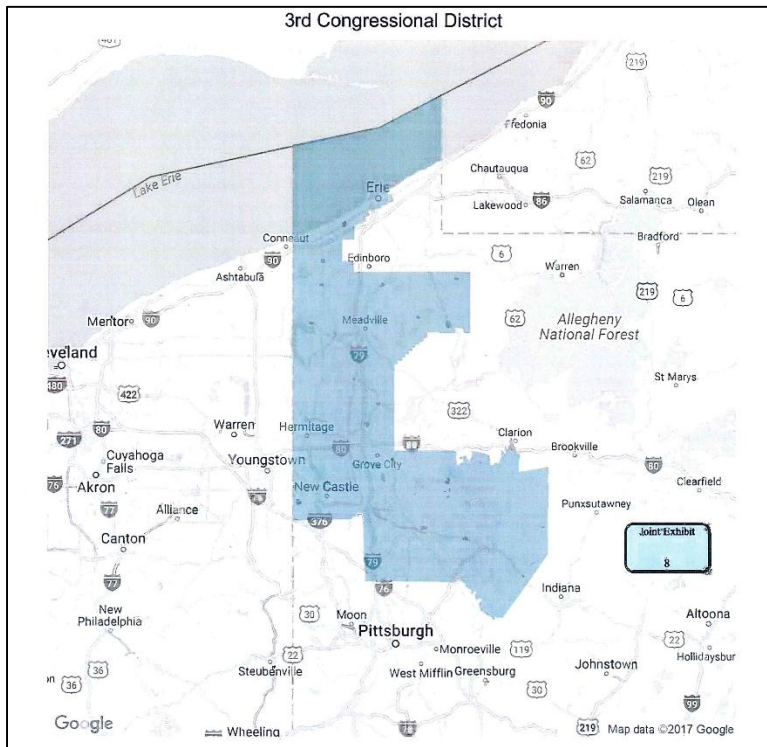 3rd Congressional District
219
90
Fredonia
Chautauqua
62
219
Lake Erie
Erie
86
Lakewood
Salamanca
Olean
Conneaut
Bradford
90
Edinboro
6
Ashtabula
Warren
219
6
Mentor
90
Meadville
62
Allegheny
National Forest
79
St Marys
480
422
322
80
Warren
Hermitage
Clarion
271
80
80
Brookville
Cuyahoga
Falls
Youngstown
Grove City
80
76
Akron
76
New Castle
Clearfield
77
Alliance
376
Punxsutawney
Canton
Joint Exhibit
8
79
77
76
Indiana
New
Philadelphia
30
Moon
Altoona
Pittsburgh
22
22
Monroeville
119
Hollidaysbur
36
Steubenville
West Mifflin
Greensburg
Johnstown
36
30
99
Google
Wheeling
219
Map data ©2017 Google